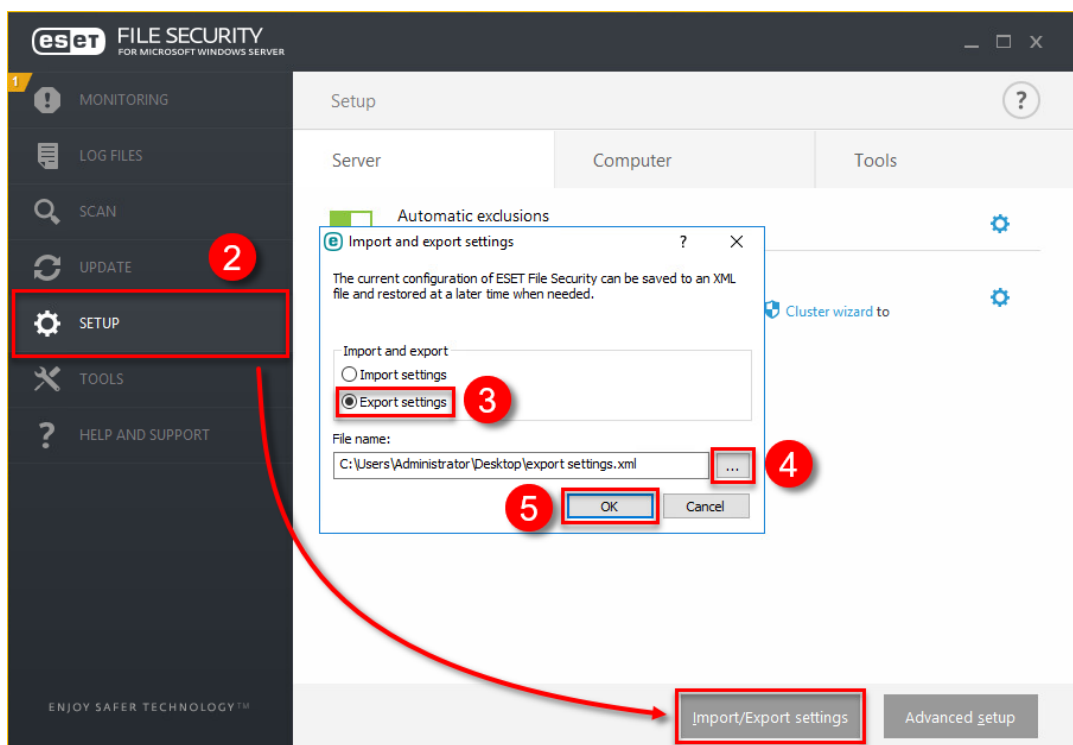 eset FILE SECURITY
FOR MICROSOFT WINDOWS SERVER
1
MONITORING
LOG FILES
SCAN
UPDATE
2
SETUP
TOOLS
HELP AND SUPPORT
ENJOY SAFER TECHNOLOGY™
Setup
?
Server
Computer
Tools
Automatic exclusions
Cluster wizard to
e Import and export settings
?
The current configuration of ESET File Security can be saved to an XML
file and restored at a later time when needed.
Import and export
Import settings
Export settings
3
File name:
C:\Users\Administrator\Desktop\export settings.xml
...
4
5
OK
Cancel
Import/Export settings
Advanced setup